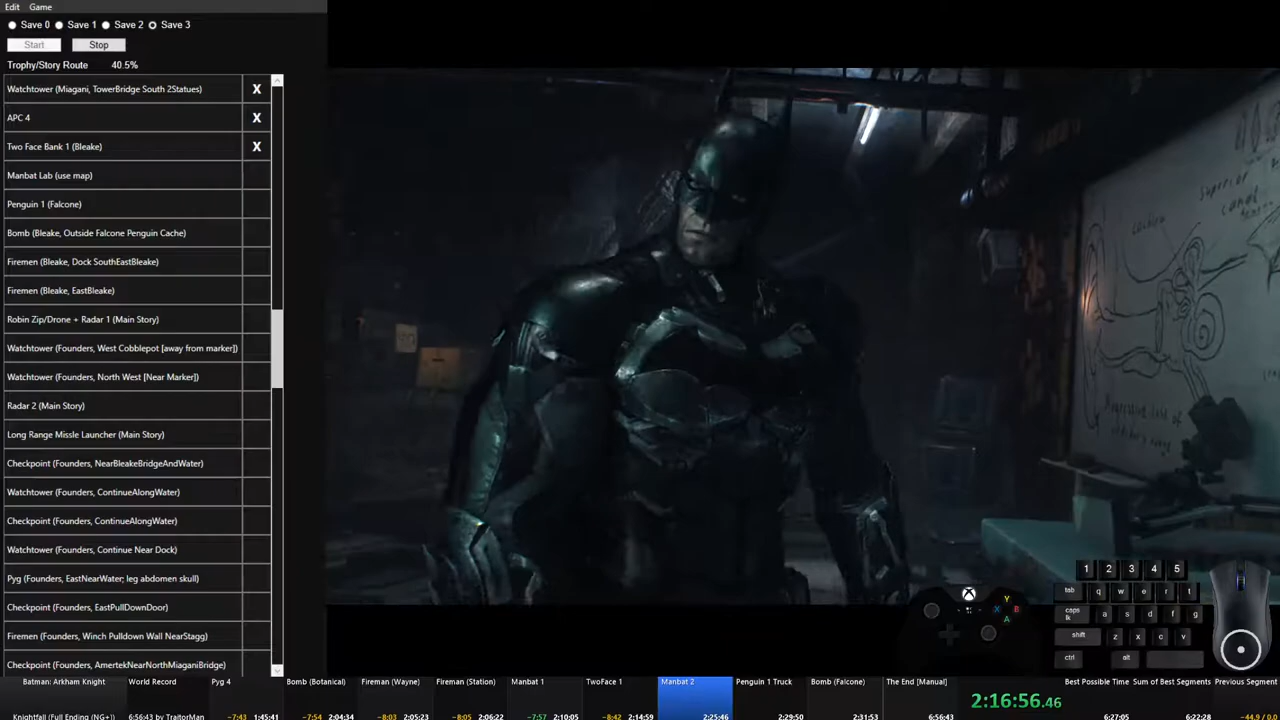 Edit Game
Save 0 Save 1 Save 2 Save 3
Start Stop
Trophy/Story Route 40.5%
Watchtower (Miagani, TowerBridge South 2Statues) X
APC 4 X
Two Face Bank 1 (Bleake) X
Manbat Lab (use map)
Penguin 1 (Falcone)
Bomb (Bleake, Outside Falcone Penguin Cache)
Firemen (Bleake, Dock SouthEastBleake)
Firemen (Bleake, EastBleake)
Robin Zip/Drone + Radar 1 (Main Story)
Watchtower (Founders, West Cobblepot [away from marker])
Watchtower (Founders, North West [Near Marker])
Radar 2 (Main Story)
Long Range Missle Launcher (Main Story)
Checkpoint (Founders, NearBleakeBridgeAndWater)
Watchtower (Founders, ContinueAlongWater)
Checkpoint (Founders, ContinueAlongWater)
Watchtower (Founders, Continue Near Dock)
Pyg (Founders, EastNearWater; leg abdomen skull)
Checkpoint (Founders, EastPullDownDoor)
Firemen (Founders, Winch Pulldown Wall NearStagg)
Checkpoint (Founders, AmertekNearNorthMiaganiBridge)
superior
canal
cochlea
Y
X B
A
1 2 3 4 5
tab q w e r t
caps lk a s d f g
shift z x c v
ctrl alt
Batman: Arkham Knight World Record Pyg 4 Bomb (Botanical) Fireman (Wayne) Fireman (Station) Manbat 1 TwoFace 1 Manbat 2 Penguin 1 Truck Bomb (Falcone) The End [Manual] 2:16:56.46 Best Possible Time Sum of Best Segments Previous Segment
Knightfall (Full Ending (NG+)) 6:56:43 by TraitorMan -7:43 1:45:41 -7:54 2:04:34 -8:03 2:05:23 -8:05 2:06:22 -7:57 2:10:05 -8:42 2:14:59 2:25:46 2:29:50 2:31:53 6:56:43 6:27:05 6:22:28 -44.9 / 0.0